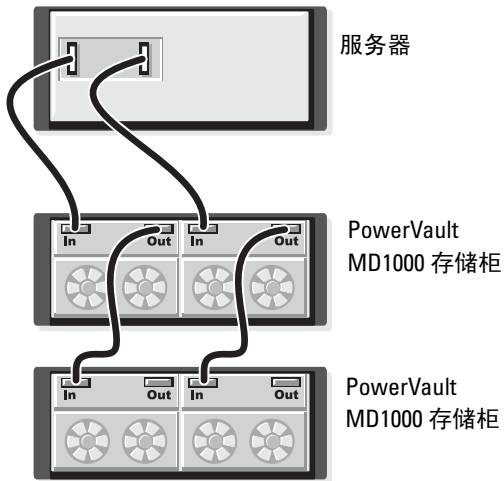 服务器
PowerVault
MD1000 存储柜
In Out In Out
PowerVault
MD1000 存储柜
In Out In Out